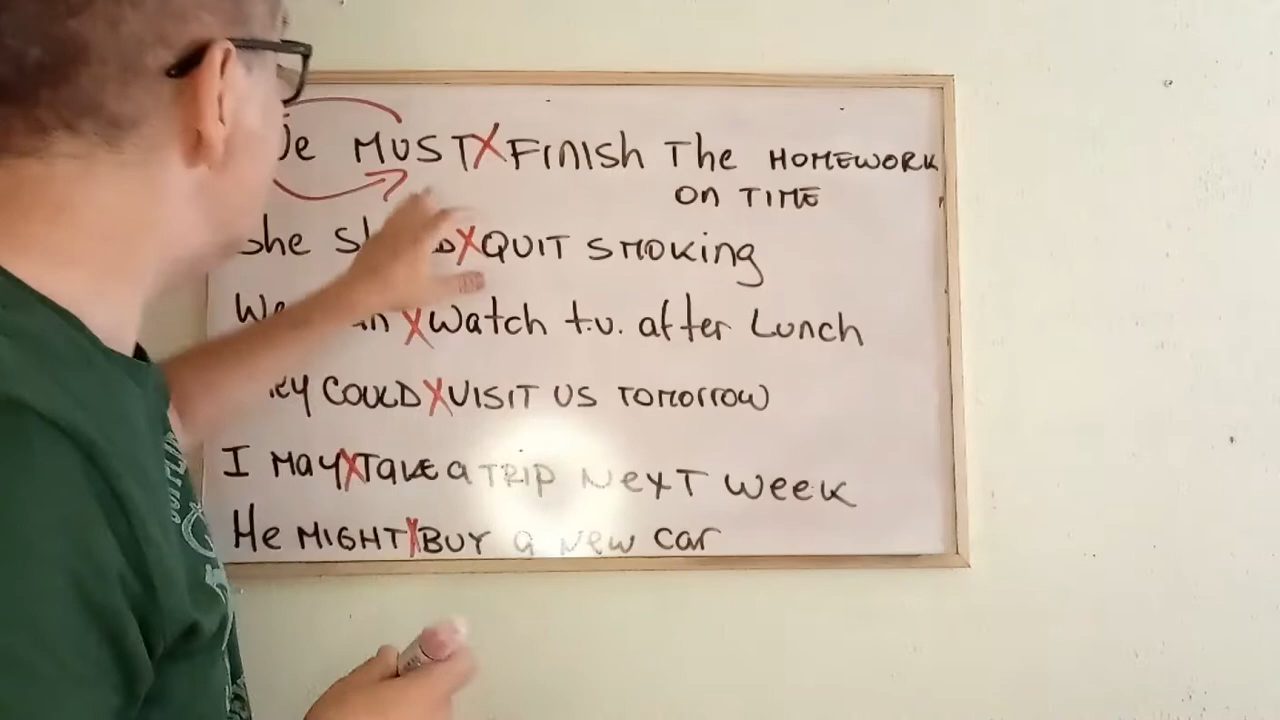 MUST X FINISh The HOMEWORK
On TIME
She X QUIT SMOKing
X Watch t.v. after Lunch
COULD X VISIT US TOMOrrOW
I May X Take a TRIP NexT week
He MIGHT X BUY a New car